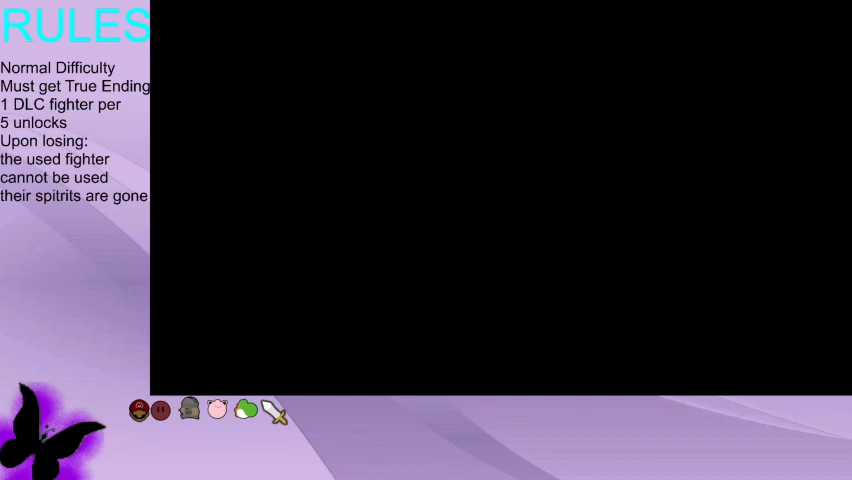 RULES
Normal Difficulty
Must get True Ending
1 DLC fighter per
5 unlocks
Upon losing:
the used fighter
cannot be used
their spitrits are gone